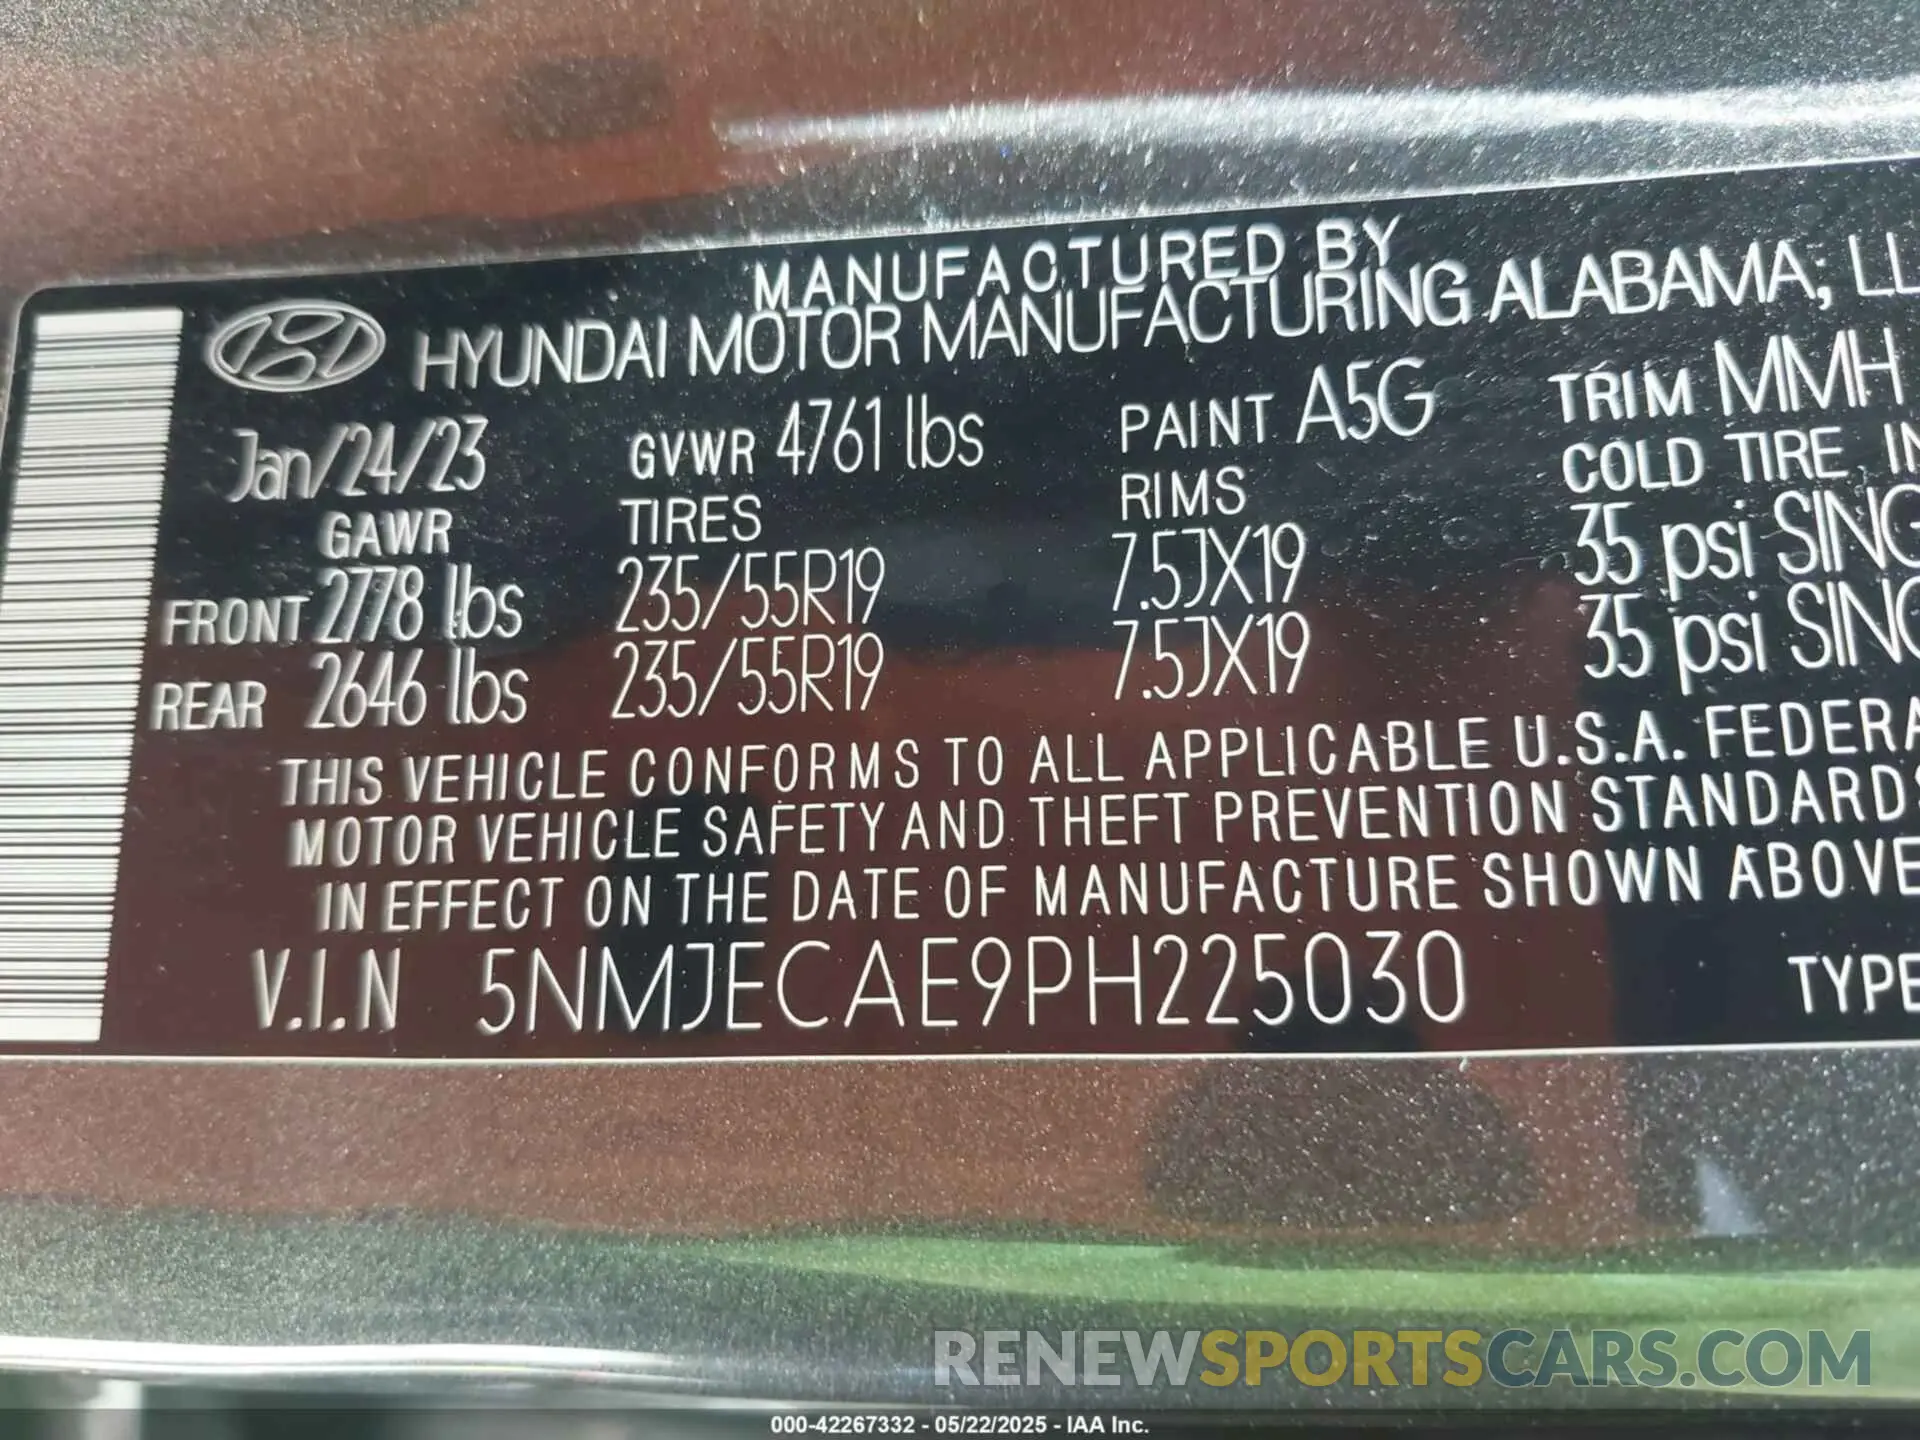 MANUFACTURED BY
HYUNDAI MOTOR MANUFACTURING ALABAMA, LL
Jan/24/23 GVWR 4761 lbs PAINT A5G TRIM MMH
GAWR TIRES RIMS COLD TIRE IN
FRONT 2778 lbs 235/55R19 7.5JX19 35 psi SING
REAR 2646 lbs 235/55R19 7.5JX19 35 psi SING
THIS VEHICLE CONFORMS TO ALL APPLICABLE U.S.A. FEDERA
MOTOR VEHICLE SAFETY AND THEFT PREVENTION STANDARDS
IN EFFECT ON THE DATE OF MANUFACTURE SHOWN ABOVE
V.I.N 5NMJECAE9PH225030 TYPE
RENEWSPORTSCARS.COM
000-42267332 - 05/22/2025 - IAA Inc.